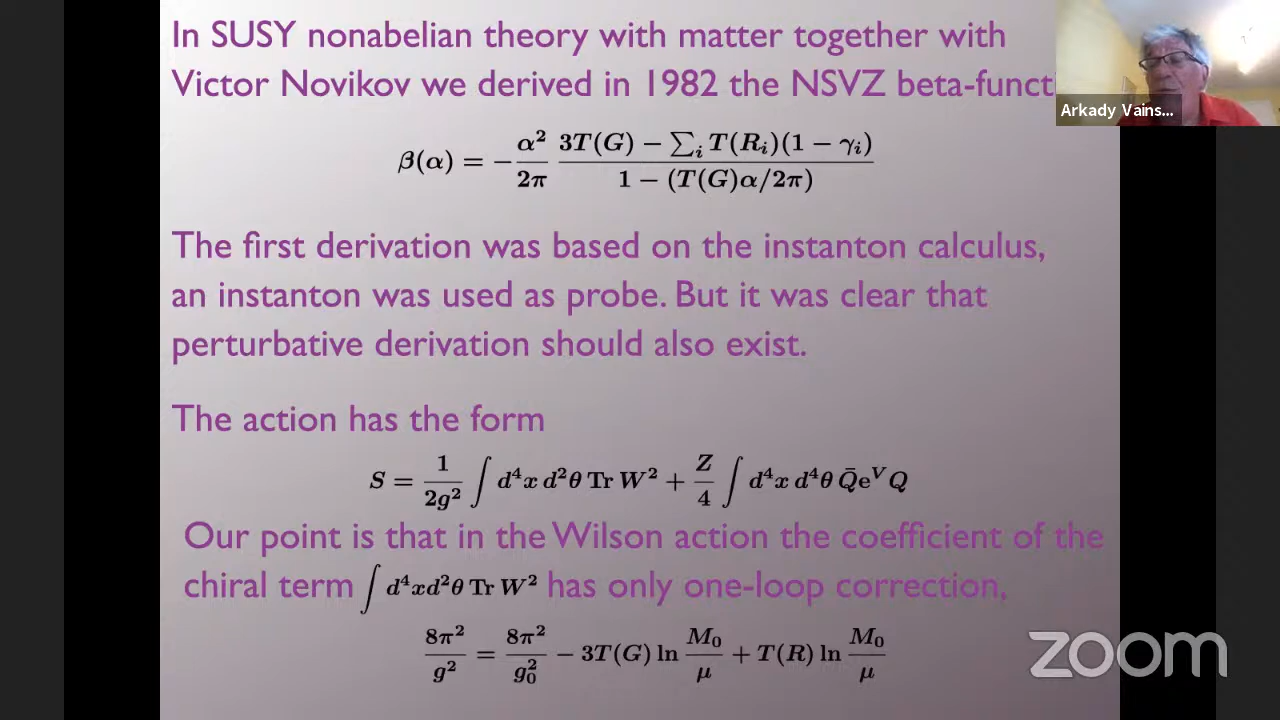 In SUSY nonabelian theory with matter together with
Victor Novikov we derived in 1982 the NSVZ beta-functi
Arkady Vains...
β(α) = −α²/2π (3T(G) − ∑ᵢ T(Rᵢ)(1 − γᵢ))/(1 − (T(G)α/2π))
The first derivation was based on the instanton calculus,
an instanton was used as probe. But it was clear that
perturbative derivation should also exist.
The action has the form
S = 1/2g² ∫ d⁴x d²θ Tr W² + Z/4 ∫ d⁴x d⁴θ Q̄eⱽQ
Our point is that in the Wilson action the coefficient of the
chiral term ∫ d⁴xd²θ Tr W² has only one-loop correction,
8π²/g² = 8π²/g₀² − 3T(G) ln M₀/μ + T(R) ln M₀/μ
zoom